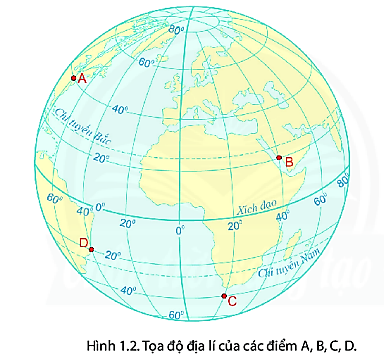 80°
60°
A
40°
Chí tuyến Bắc
20°
B
Xích đạo
60°
40°
20°
0°
0°
20°
40°
60°
80°
D
20°
Chí tuyến Nam
C
40°
60°
Hình 1.2. Tọa độ địa lí của các điểm A, B, C, D.